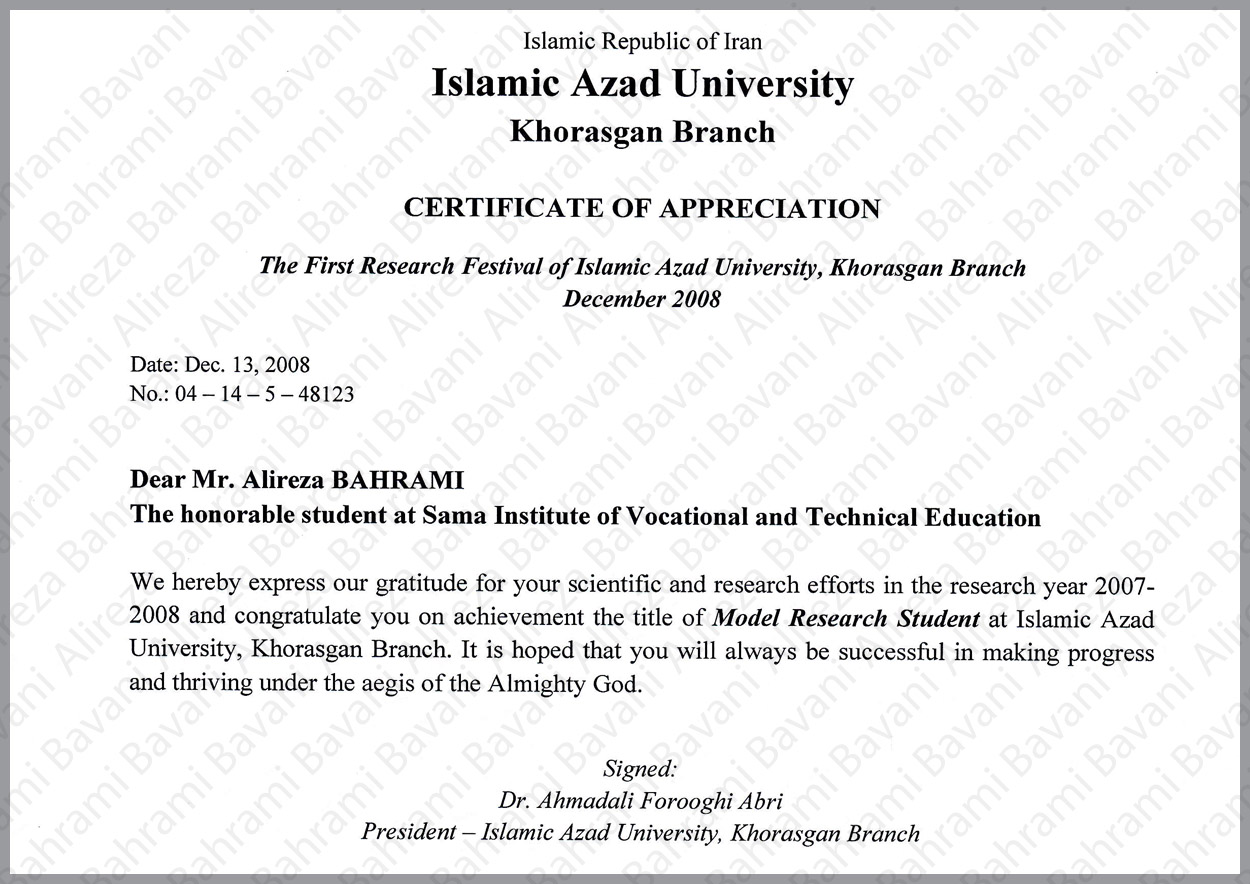 Islamic Republic of Iran
Islamic Azad University
Khorasgan Branch
CERTIFICATE OF APPRECIATION
The First Research Festival of Islamic Azad University, Khorasgan Branch
December 2008
Date: Dec. 13, 2008
No.: 04 – 14 – 5 – 48123
Dear Mr. Alireza BAHRAMI
The honorable student at Sama Institute of Vocational and Technical Education
We hereby express our gratitude for your scientific and research efforts in the research year 2007-
2008 and congratulate you on achievement the title of Model Research Student at Islamic Azad
University, Khorasgan Branch. It is hoped that you will always be successful in making progress
and thriving under the aegis of the Almighty God.
Signed:
Dr. Ahmadali Forooghi Abri
President – Islamic Azad University, Khorasgan Branch
Alireza Bahrami Bavani